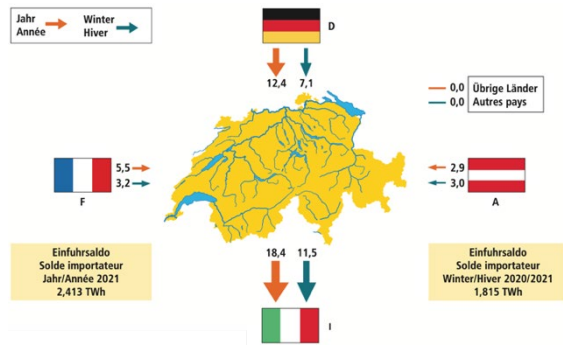 Jahr
Année
Winter
Hiver
D
12,4
7,1
0,0
0,0
Übrige Länder
Autres pays
5,5
3,2
F
2,9
3,0
A
18,4
11,5
Einfuhrsaldo
Solde importateur
Jahr/Année 2021
2,413 TWh
Einfuhrsaldo
Solde importateur
Winter/Hiver 2020/2021
1,815 TWh
I